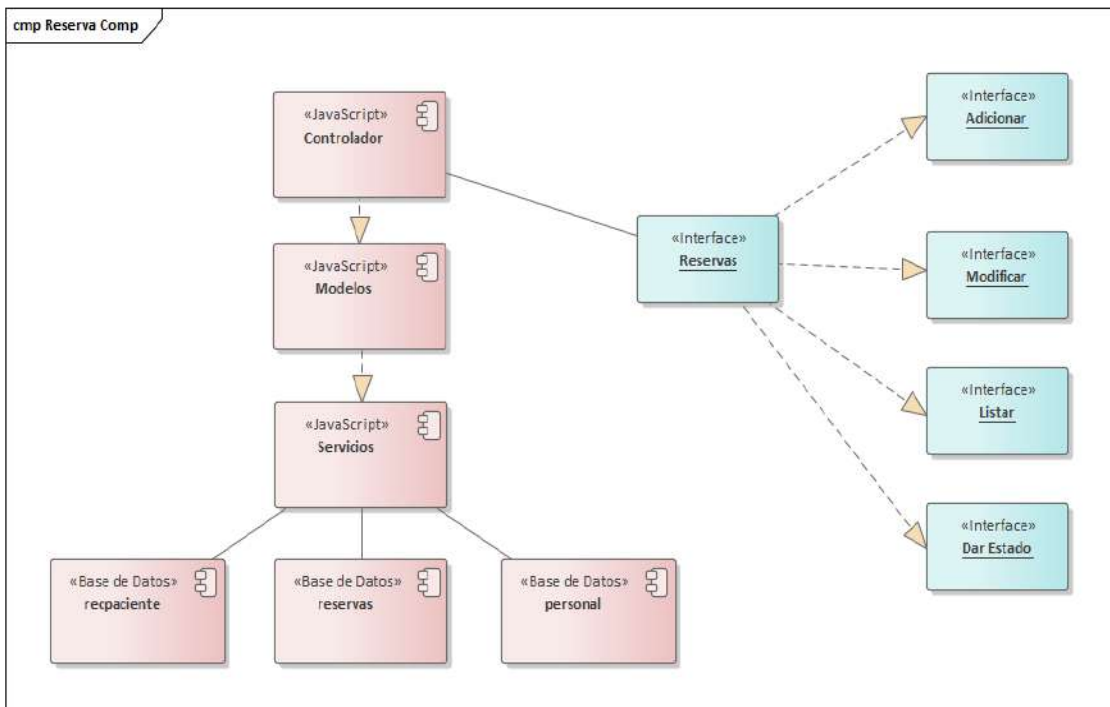 cmp Reserva Comp
«JavaScript»
Controlador
«JavaScript»
Modelos
«JavaScript»
Servicios
«Base de Datos»
recpaciente
«Base de Datos»
reservas
«Base de Datos»
personal
«Interface»
Reservas
«Interface»
Adicionar
«Interface»
Modificar
«Interface»
Listar
«Interface»
Dar Estado